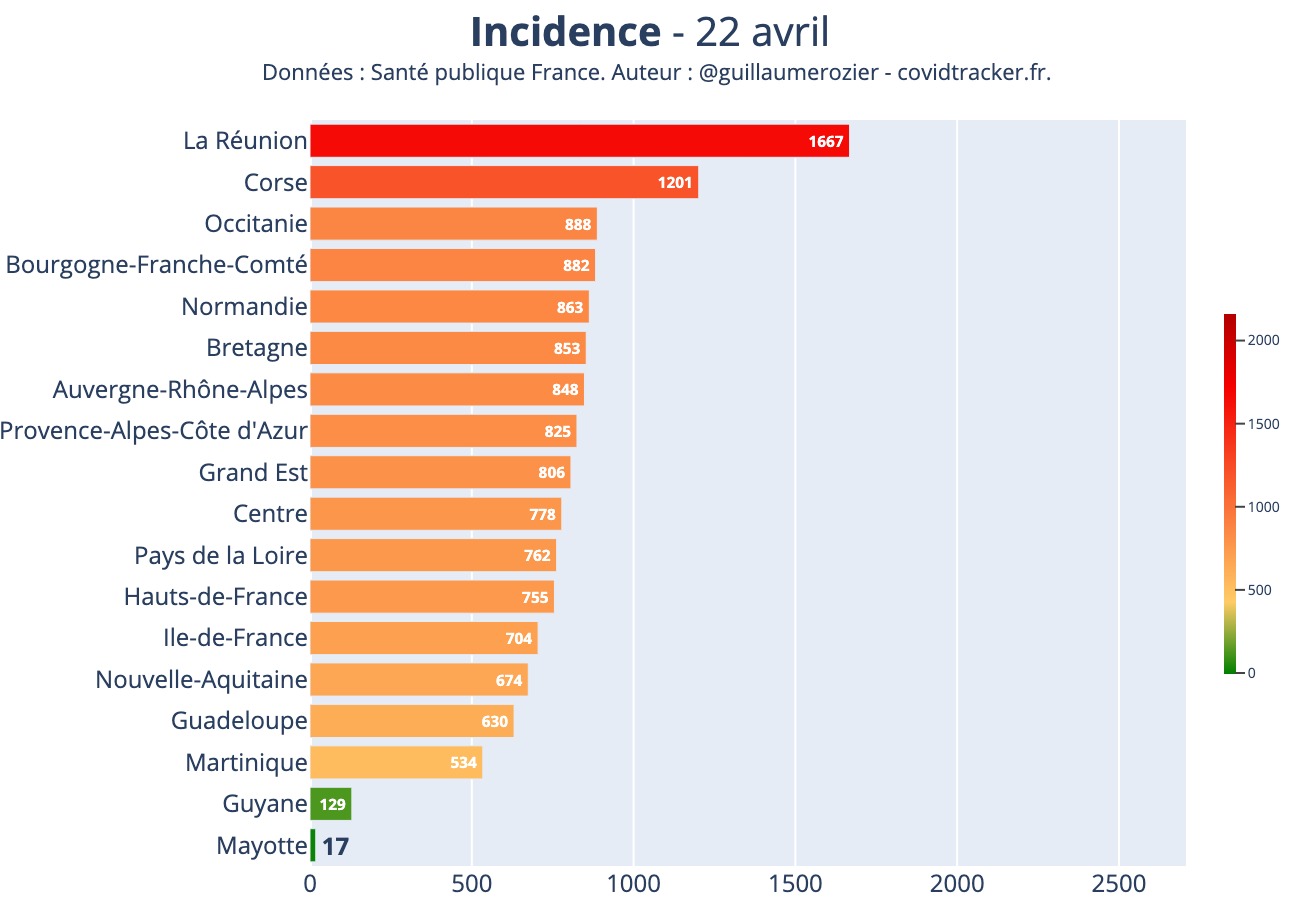 Incidence - 22 avril
Données : Santé publique France. Auteur : @guillaumerozier - covidtracker.fr.
La Réunion 1667
Corse 1201
Occitanie 888
Bourgogne-Franche-Comté 882
Normandie 863
Bretagne 853
Auvergne-Rhône-Alpes 848
Provence-Alpes-Côte d'Azur 825
Grand Est 806
Centre 778
Pays de la Loire 762
Hauts-de-France 755
Ile-de-France 704
Nouvelle-Aquitaine 674
Guadeloupe 630
Martinique 534
Guyane 129
Mayotte 17
0 500 1000 1500 2000 2500
2000
1500
1000
500
0